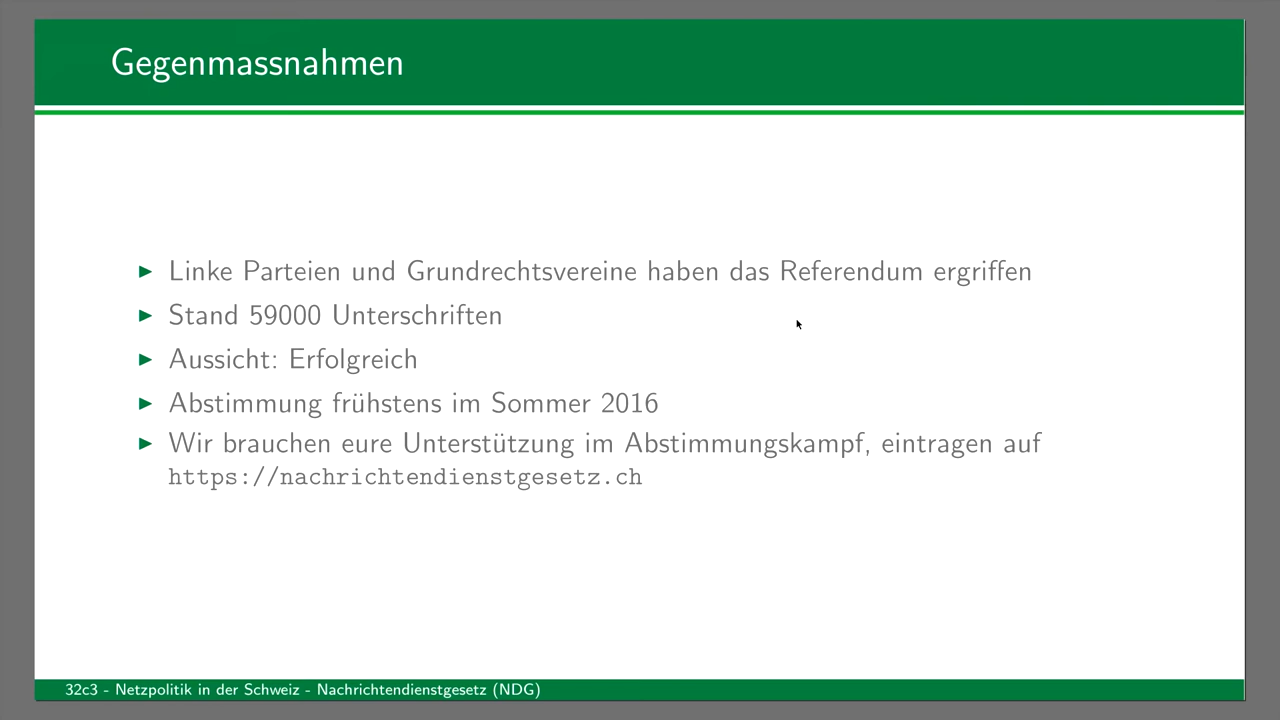 Gegenmassnahmen
Linke Parteien und Grundrechtsvereine haben das Referendum ergriffen
Stand 59000 Unterschriften
Aussicht: Erfolgreich
Abstimmung frühstens im Sommer 2016
Wir brauchen eure Unterstützung im Abstimmungskampf, eintragen auf
https://nachrichtendienstgesetz.ch
32c3 - Netzpolitik in der Schweiz - Nachrichtendienstgesetz (NDG)